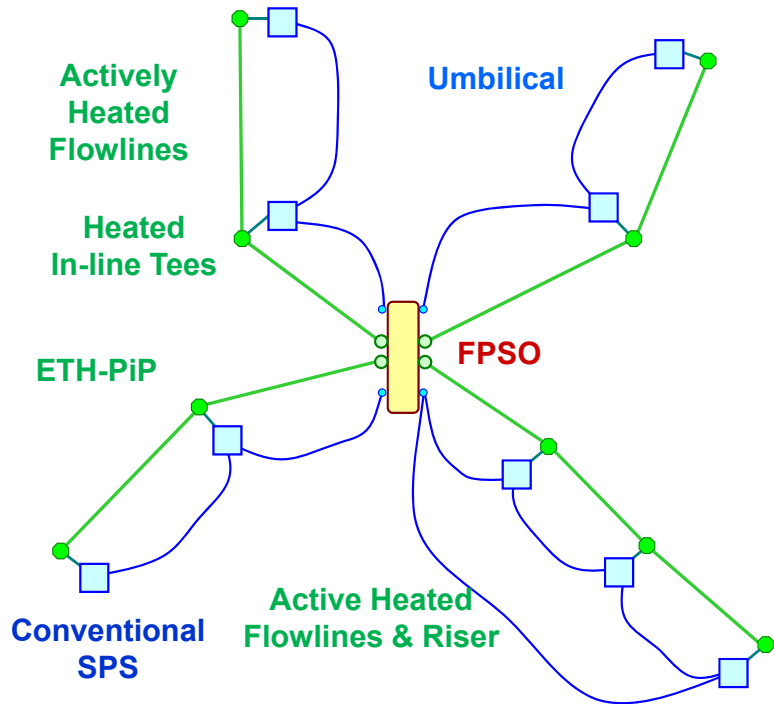 Actively
Heated
Flowlines
Umbilical
Heated
In-line Tees
FPSO
ETH-PiP
Active Heated
Flowlines & Riser
Conventional
SPS